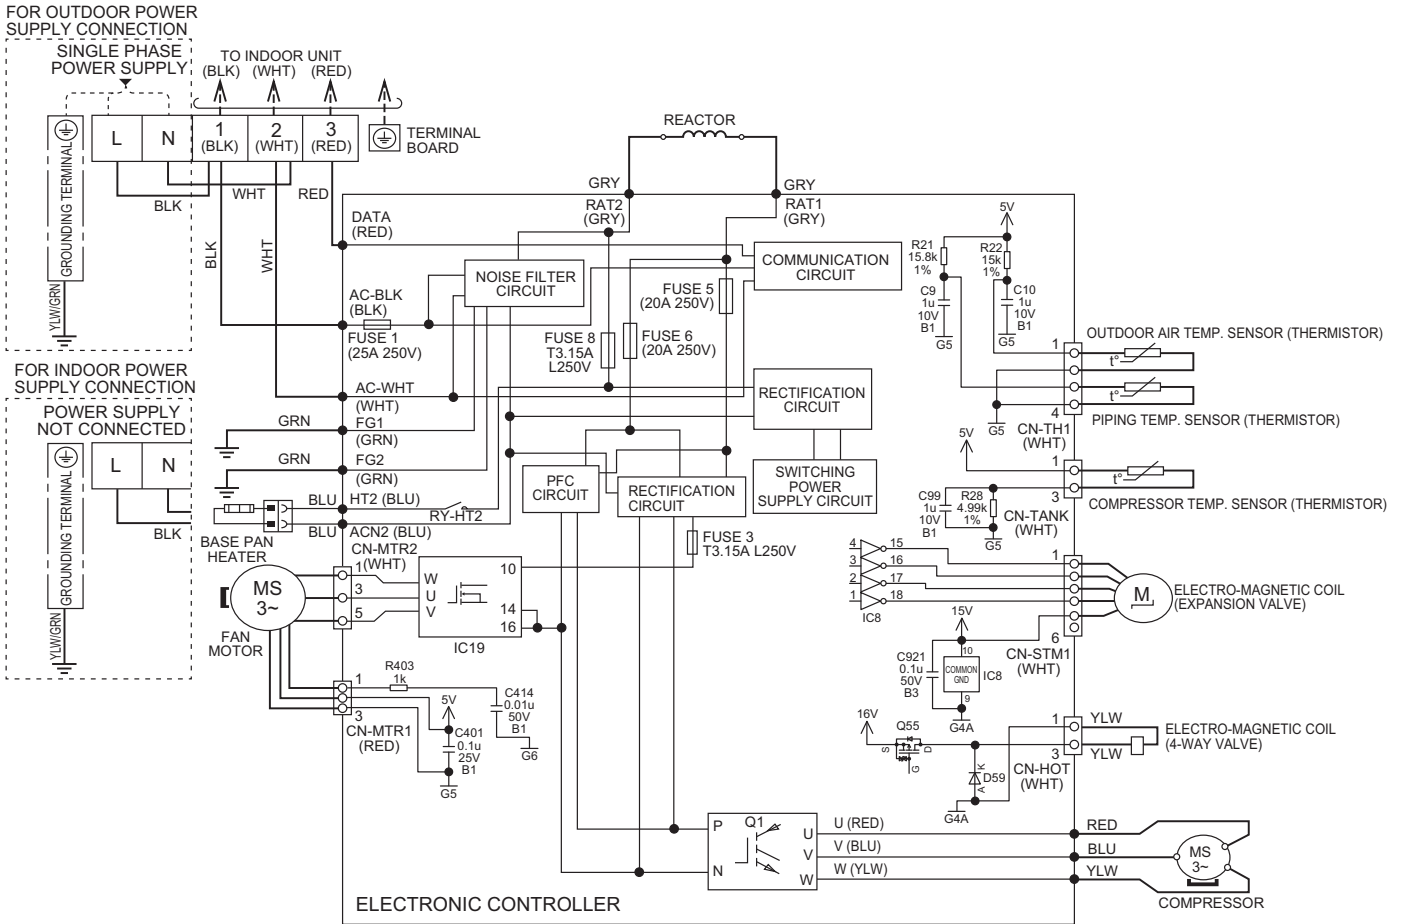 FOR OUTDOOR POWER
SUPPLY CONNECTION
SINGLE PHASE
POWER SUPPLY
TO INDOOR UNIT
(BLK) (WHT) (RED)
L
N
1
(BLK)
2
(WHT)
3
(RED)
TERMINAL
BOARD
GROUNDING TERMINAL
YLW/GRN
BLK
WHT
RED
BLK
WHT
REACTOR
GRY
GRY
RAT2
(GRY)
RAT1
(GRY)
DATA
(RED)
NOISE FILTER
CIRCUIT
COMMUNICATION
CIRCUIT
AC-BLK
(BLK)
FUSE 1
(25A 250V)
FUSE 8
T3.15A
L250V
FUSE 6
(20A 250V)
FUSE 5
(20A 250V)
5V
R21
15.8k
1%
R22
15k
1%
C9
1u
10V
B1
G5
C10
1u
10V
B1
G5
OUTDOOR AIR TEMP. SENSOR (THERMISTOR)
1
t°
t°
4
G5
CN-TH1
(WHT)
PIPING TEMP. SENSOR (THERMISTOR)
FOR INDOOR POWER
SUPPLY CONNECTION
POWER SUPPLY
NOT CONNECTED
L
N
GROUNDING TERMINAL
YLW/GRN
BLK
AC-WHT
(WHT)
GRN
FG1
(GRN)
GRN
FG2
(GRN)
RECTIFICATION
CIRCUIT
SWITCHING
POWER
SUPPLY CIRCUIT
PFC
CIRCUIT
RECTIFICATION
CIRCUIT
FUSE 3
T3.15A L250V
5V
1
t°
3
C99
1u
10V
B1
R28
4.99k
1%
G5
CN-TANK
(WHT)
COMPRESSOR TEMP. SENSOR (THERMISTOR)
BLU
HT2 (BLU)
RY-HT2
BLU
ACN2 (BLU)
BASE PAN
HEATER
CN-MTR2
(WHT)
1
3
5
MS
3~
FAN
MOTOR
W
U
V
10
14
16
IC19
4
15
3
16
2
17
1
18
IC8
1
6
M
ELECTRO-MAGNETIC COIL
(EXPANSION VALVE)
CN-STM1
(WHT)
15V
C921
0.1u
50V
B3
10
COMMON
GND
9
IC8
G4A
1
3
CN-MTR1
(RED)
R403
1k
C414
0.01u
50V
B1
G6
5V
C401
0.1u
25V
B1
G5
16V
Q55
S
D
G
K
D59
A
G4A
1
YLW
3
YLW
CN-HOT
(WHT)
ELECTRO-MAGNETIC COIL
(4-WAY VALVE)
P
Q1
N
U
V
W
U (RED)
V (BLU)
W (YLW)
RED
BLU
YLW
MS
3~
COMPRESSOR
ELECTRONIC CONTROLLER